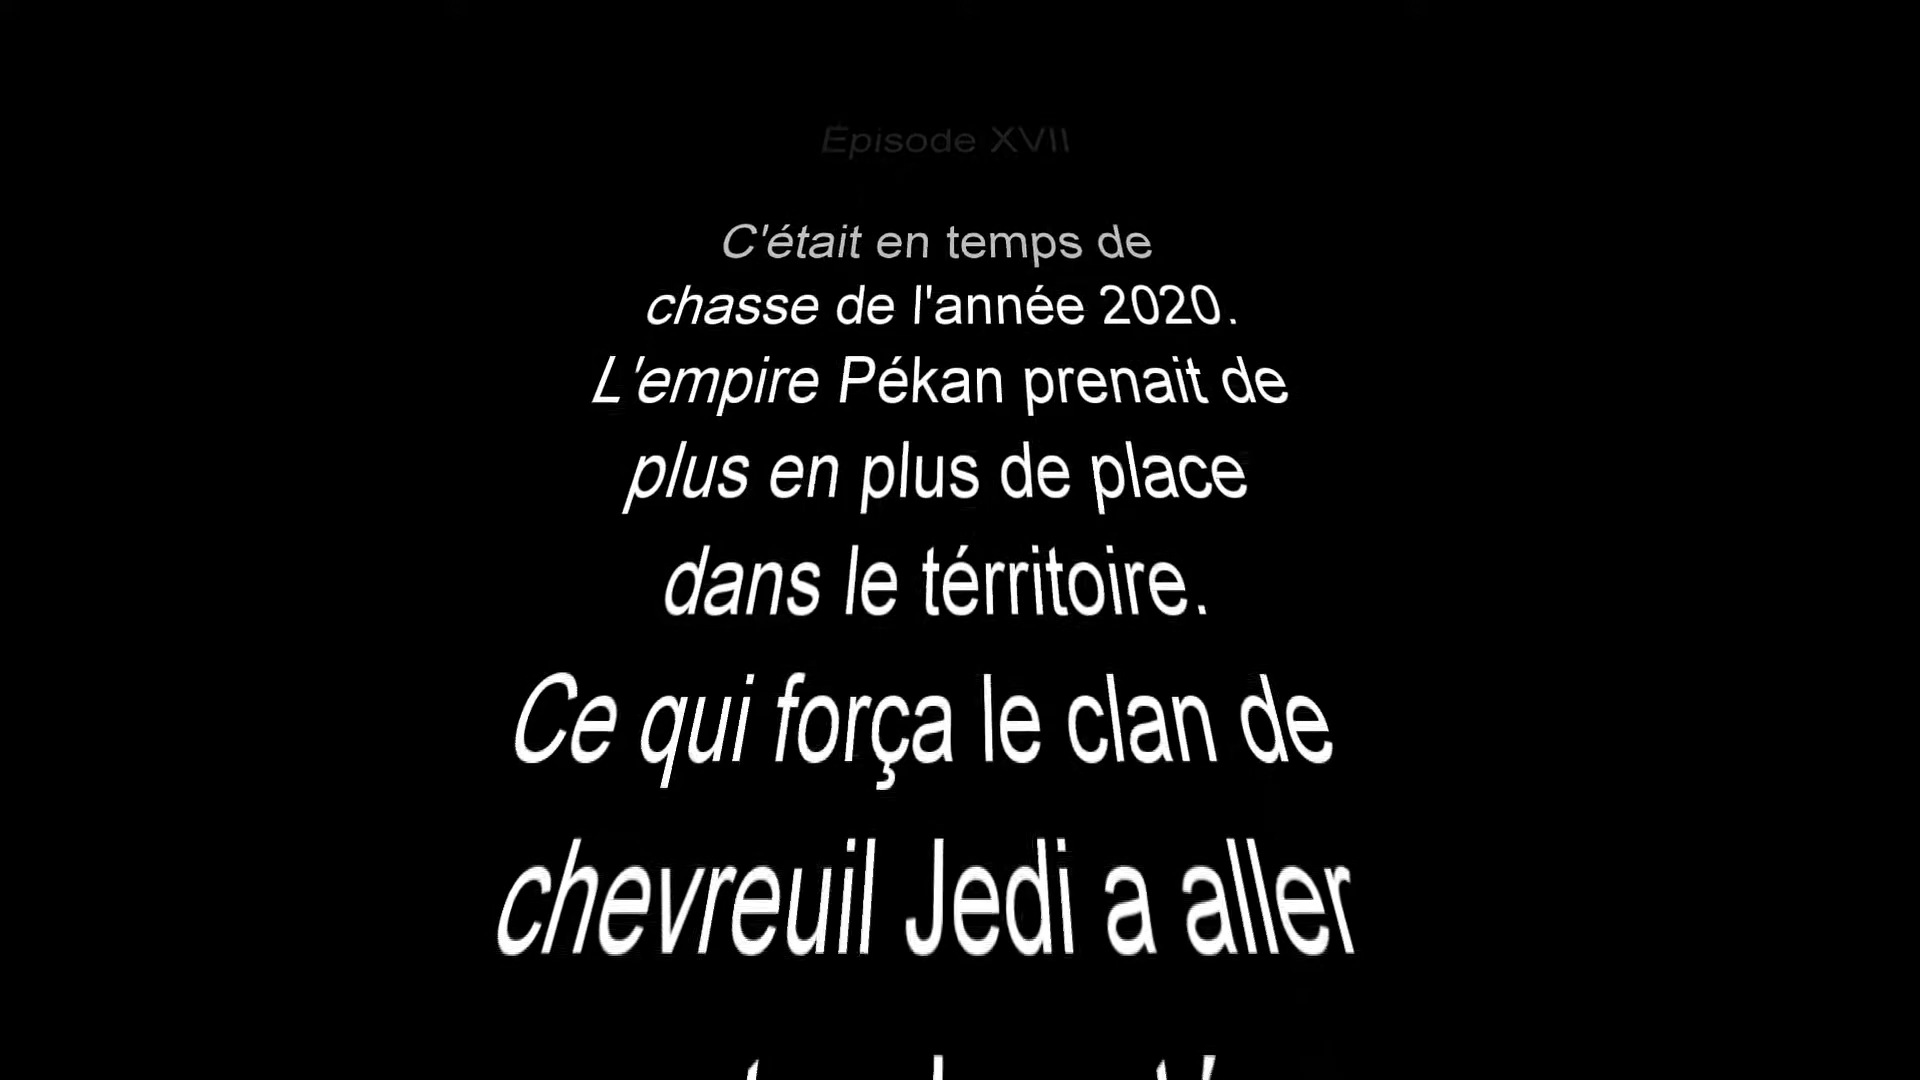 Épisode XVII
C'était en temps de
chasse de l'année 2020.
L'empire Pékan prenait de
plus en plus de place
dans le térritoire.
Ce qui força le clan de
chevreuil Jedi a aller